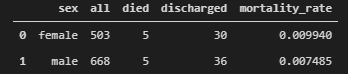 sex all died discharged mortality_rate
0 female 503 5 30 0.009940
1 male 668 5 36 0.007485